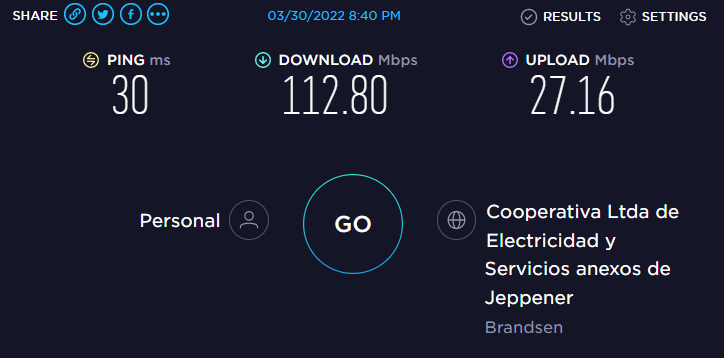 SHARE
03/30/2022 8:40 PM
RESULTS
SETTINGS
PING ms
DOWNLOAD Mbps
UPLOAD Mbps
30
112.80
27.16
Personal
GO
Cooperativa Ltda de
Electricidad y
Servicios anexos de
Jeppener
Brandsen